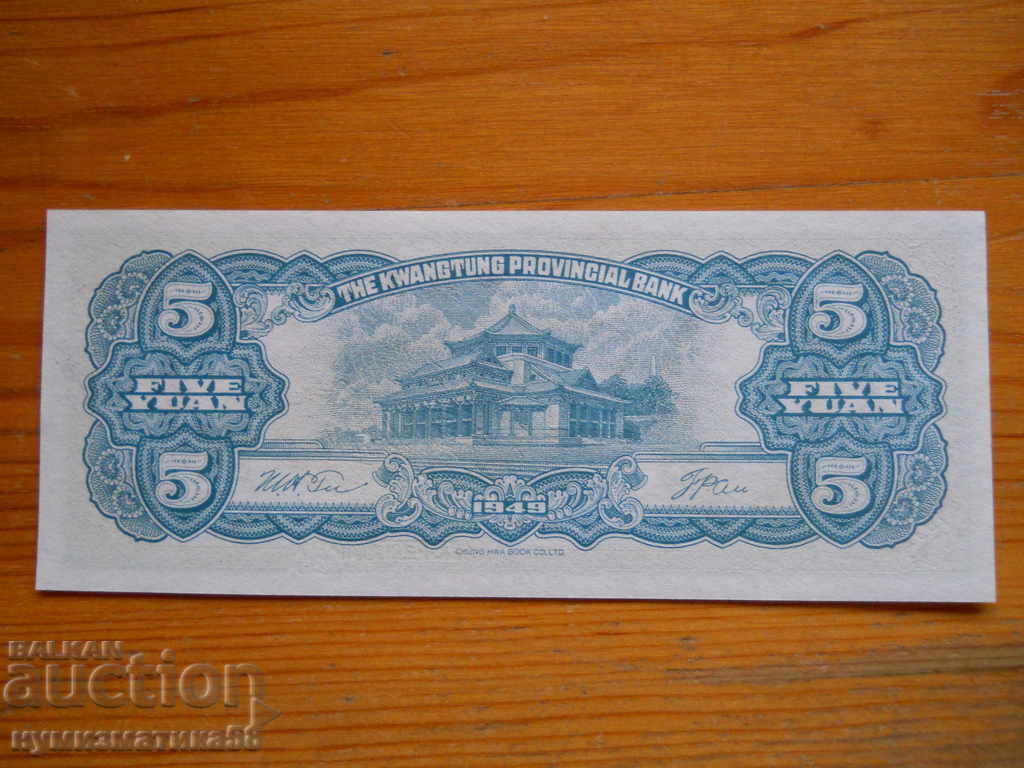 THE KWANGTUNG PROVINCIAL BANK
5 5
FIVE YUAN FIVE YUAN
5 5
1949
CHUNG HWA BOOK CO. LTD.
BALKAN
auction
нумизматика58